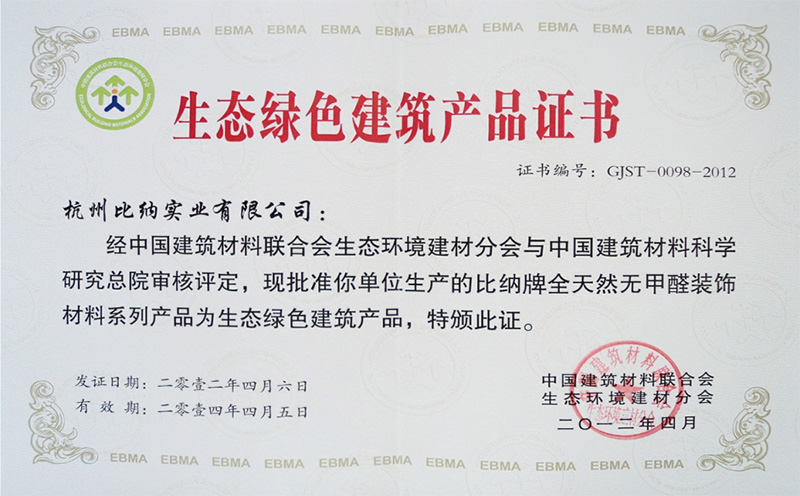 EBMA EBMA EBMA EBMA EBMA EBMA EBMA
生态绿色建筑产品证书
证书编号：GJST-0098-2012
杭州比纳实业有限公司：
经中国建筑材料联合会生态环境建材分会与中国建筑材料科学
研究总院审核评定，现批准你单位生产的比纳牌全天然无甲醛装饰
材料系列产品为生态绿色建筑产品，特颁此证。
发证日期：二零壹二年四月六日
有效期：二零壹四年四月五日
中国建筑材料联合会
生态环境建材分会
二〇一二年四月
EBMA EBMA EBMA EBMA EBMA EBMA EBMA EBMA